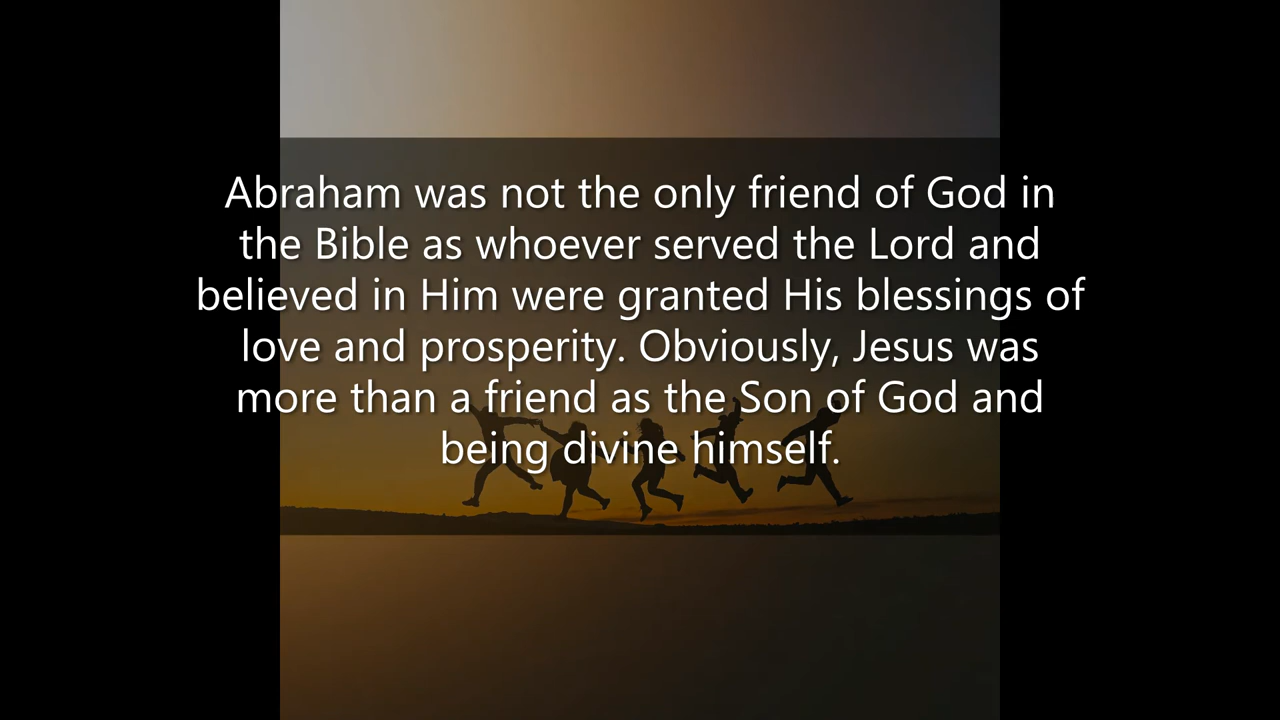 Abraham was not the only friend of God in
the Bible as whoever served the Lord and
believed in Him were granted His blessings of
love and prosperity. Obviously, Jesus was
more than a friend as the Son of God and
being divine himself.